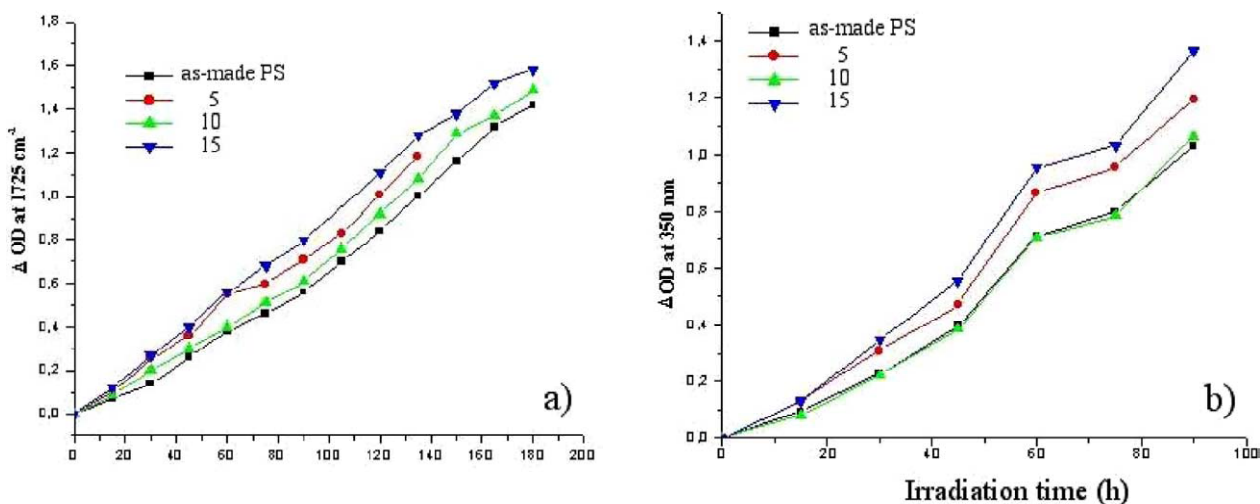 1,8
1,6
1,4
1,2
1,0
0,8
0,6
0,4
0,2
0,0
Δ OD at 1725 cm⁻¹
as-made PS
5
10
15
a)
0 20 40 60 80 100 120 140 160 180 200
1,4
1,2
1,0
0,8
0,6
0,4
0,2
0,0
Δ OD at 350 nm
as-made PS
5
10
15
b)
0 20 40 60 80 100
Irradiation time (h)